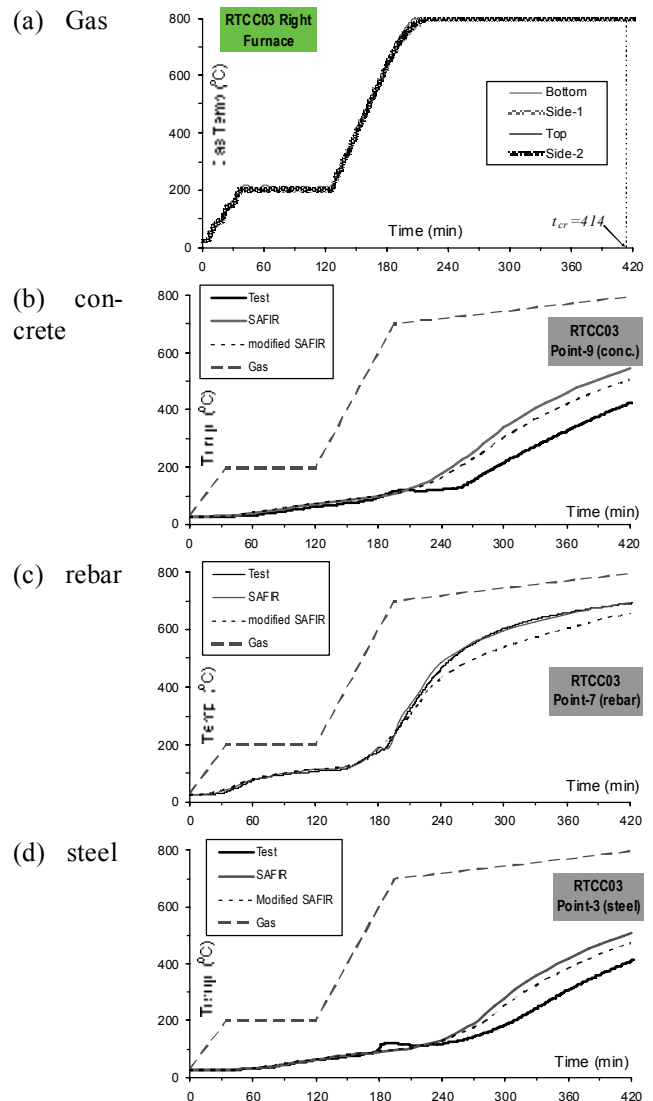 (a) Gas
RTCC03 Right
Furnace
800
600
400
200
0
Bottom
Side-1
Top
Side-2
Time (min)
t cr =414
0 60 120 180 240 300 360 420
(b) con-
crete
800
600
400
200
0
Test
SAFIR
modified SAFIR
Gas
RTCC03
Point-9 (conc.)
(°C)
Time (min)
0 60 120 180 240 300 360 420
(c) rebar
800
600
400
200
0
Test
SAFIR
modified SAFIR
Gas
RTCC03
Point-7 (rebar)
(°C)
Time (min)
0 60 120 180 240 300 360 420
(d) steel
800
600
400
200
0
Test
SAFIR
Modified SAFIR
Gas
RTCC03
Point-3 (steel)
(°C)
Time (min)
0 60 120 180 240 300 360 420